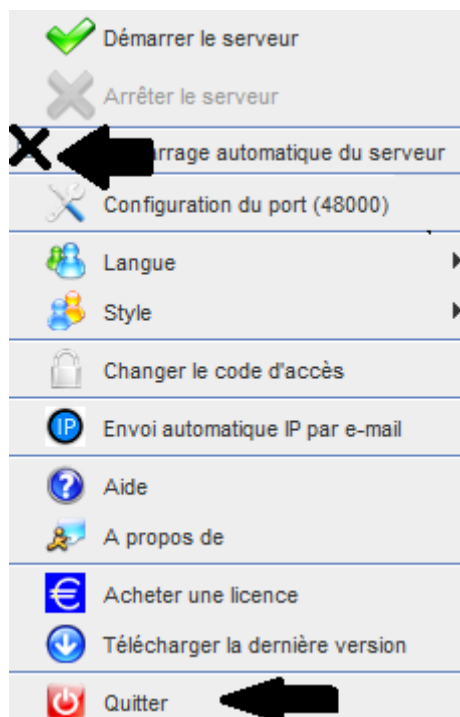 Démarrer le serveur
Arrêter le serveur
automatique du serveur
Configuration du port (48000)
Langue
Style
Changer le code d'accès
IP Envoi automatique IP par e-mail
? Aide
A propos de
€ Acheter une licence
Télécharger la dernière version
Quitter